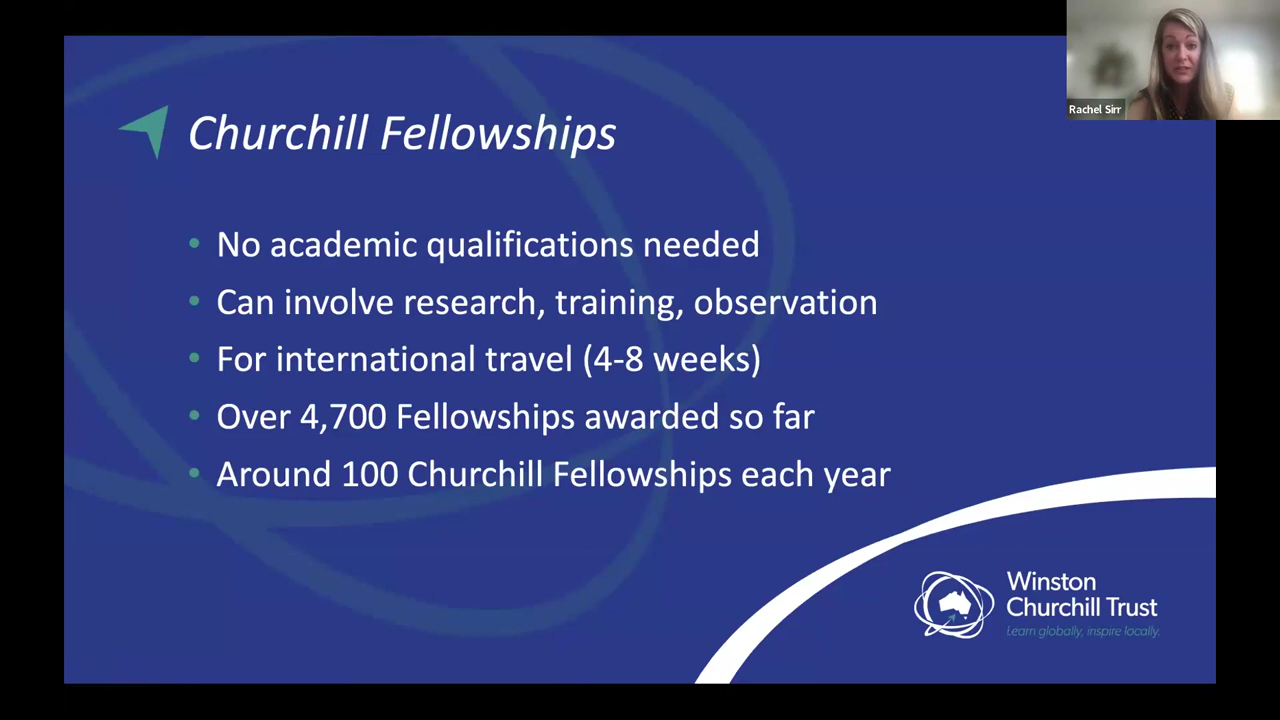 Rachel Sirr
Churchill Fellowships
No academic qualifications needed
Can involve research, training, observation
For international travel (4-8 weeks)
Over 4,700 Fellowships awarded so far
Around 100 Churchill Fellowships each year
Winston
Churchill Trust
Learn globally, inspire locally.